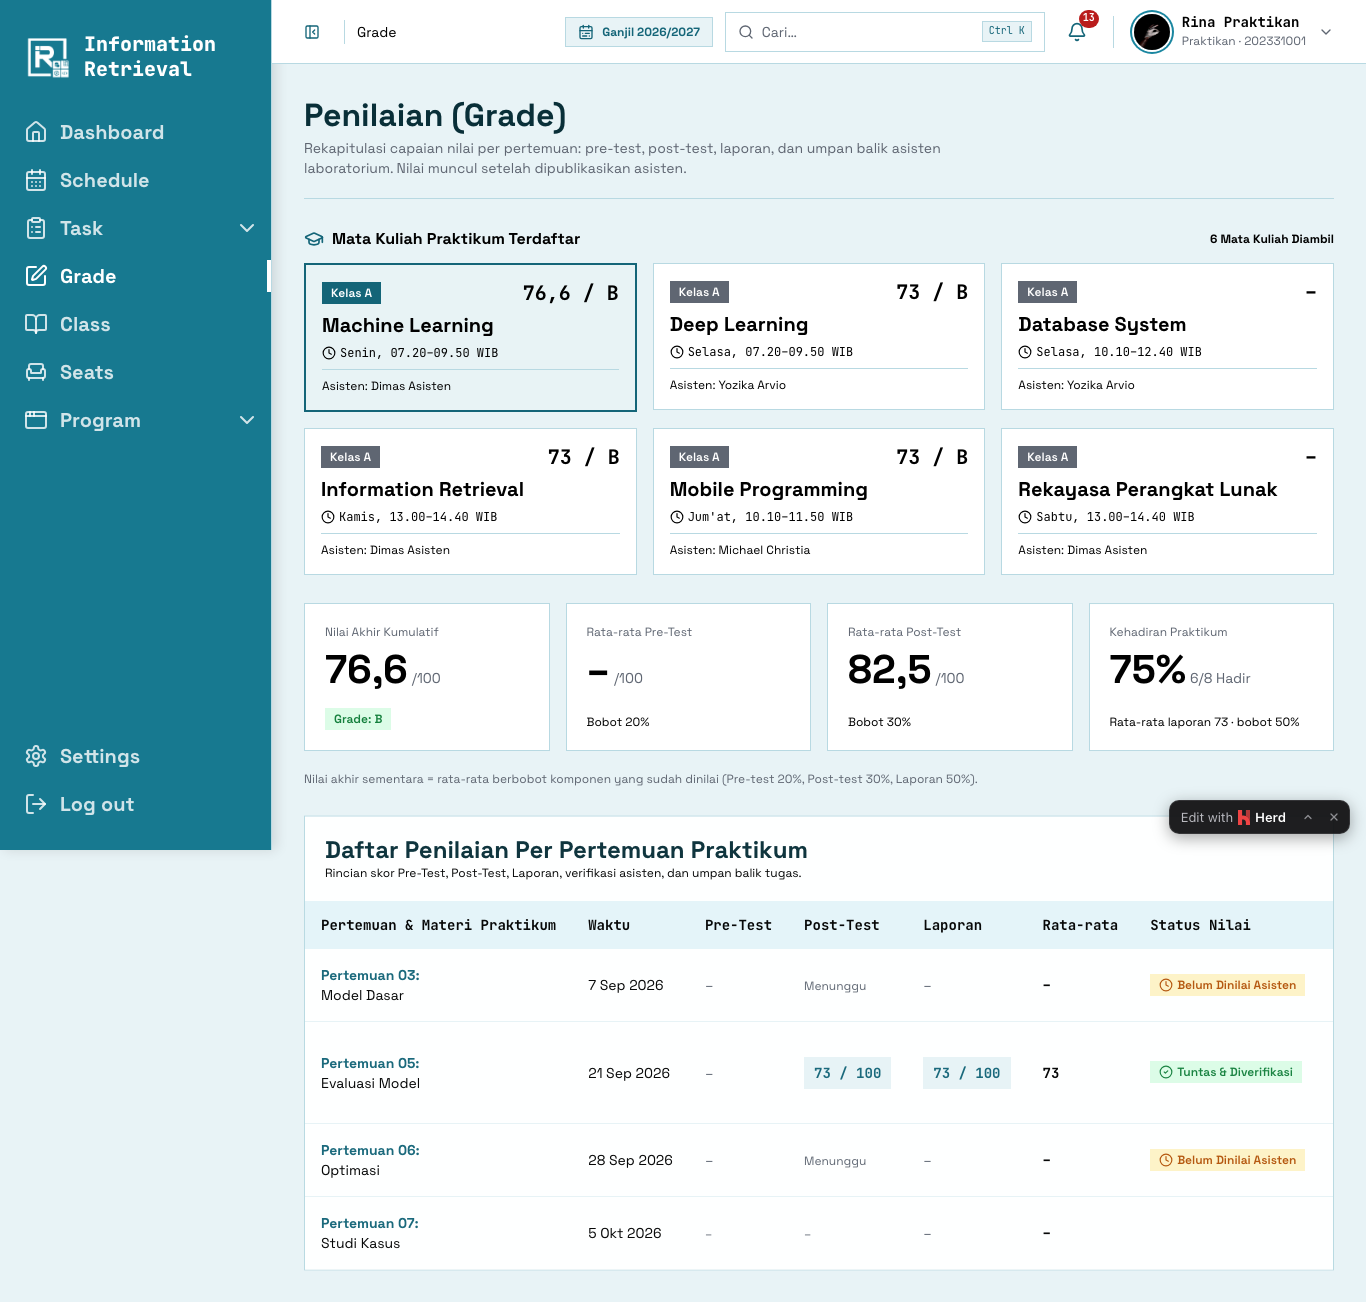 Information
Retrieval
Dashboard
Schedule
Task
Grade
Class
Seats
Program
Settings
Log out
Grade
Ganjil 2026/2027
Cari...
Ctrl K
13
Rina Praktikan
Praktikan · 202331001
Penilaian (Grade)
Rekapitulasi capaian nilai per pertemuan: pre-test, post-test, laporan, dan umpan balik asisten
laboratorium. Nilai muncul setelah dipublikasikan asisten.
Mata Kuliah Praktikum Terdaftar
6 Mata Kuliah Diambil
Kelas A
76,6 / B
Machine Learning
Senin, 07.20–09.50 WIB
Asisten: Dimas Asisten
Kelas A
73 / B
Deep Learning
Selasa, 07.20–09.50 WIB
Asisten: Yozika Arvio
Kelas A
–
Database System
Selasa, 10.10–12.40 WIB
Asisten: Yozika Arvio
Kelas A
73 / B
Information Retrieval
Kamis, 13.00–14.40 WIB
Asisten: Dimas Asisten
Kelas A
73 / B
Mobile Programming
Jum'at, 10.10–11.50 WIB
Asisten: Michael Christia
Kelas A
–
Rekayasa Perangkat Lunak
Sabtu, 13.00–14.40 WIB
Asisten: Dimas Asisten
Nilai Akhir Kumulatif
76,6 /100
Grade: B
Rata-rata Pre-Test
– /100
Bobot 20%
Rata-rata Post-Test
82,5 /100
Bobot 30%
Kehadiran Praktikum
75% 6/8 Hadir
Rata-rata laporan 73 · bobot 50%
Nilai akhir sementara = rata-rata berbobot komponen yang sudah dinilai (Pre-test 20%, Post-test 30%, Laporan 50%).
Edit with Herd
Daftar Penilaian Per Pertemuan Praktikum
Rincian skor Pre-Test, Post-Test, Laporan, verifikasi asisten, dan umpan balik tugas.
Pertemuan & Materi Praktikum Waktu Pre-Test Post-Test Laporan Rata-rata Status Nilai
Pertemuan 03:
Model Dasar
7 Sep 2026 – Menunggu – – Belum Dinilai Asisten
Pertemuan 05:
Evaluasi Model
21 Sep 2026 – 73 / 100 73 / 100 73 Tuntas & Diverifikasi
Pertemuan 06:
Optimasi
28 Sep 2026 – Menunggu – – Belum Dinilai Asisten
Pertemuan 07:
Studi Kasus
5 Okt 2026 – – – –